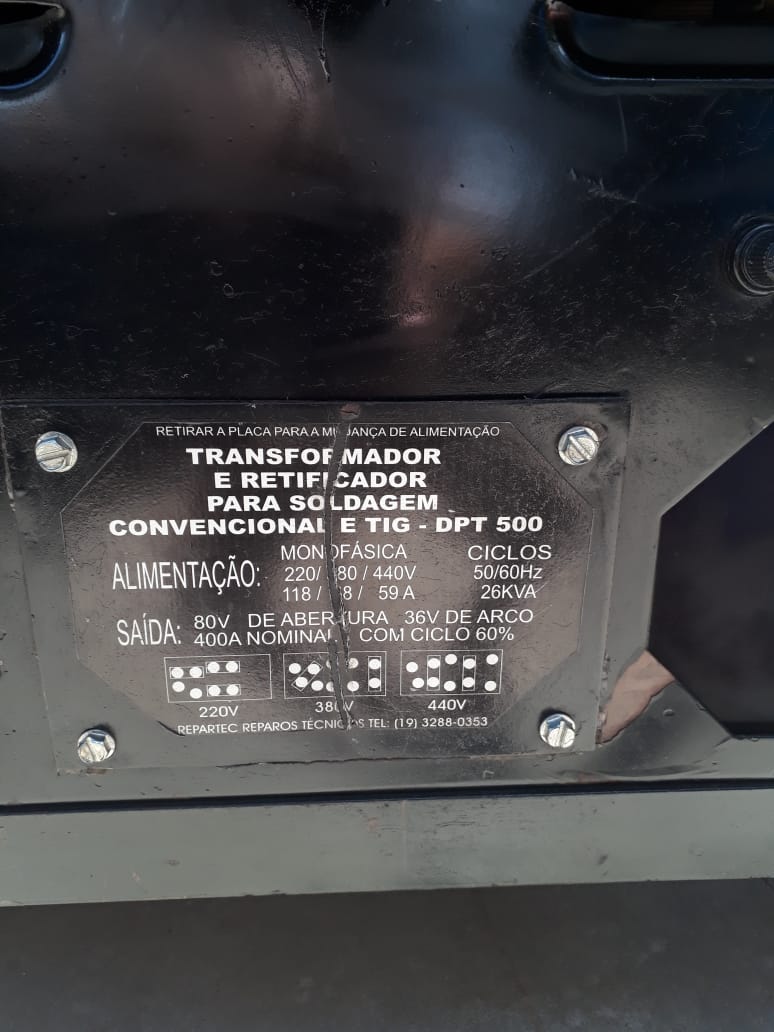 RETIRAR A PLACA PARA A MUDANÇA DE ALIMENTAÇÃO
TRANSFORMADOR
E RETIFICADOR
PARA SOLDAGEM
CONVENCIONAL E TIG - DPT 500
ALIMENTAÇÃO:
MONOFÁSICA
220/380/440V
118/ 59 A
CICLOS
50/60Hz
26KVA
SAÍDA:
80V DE ABERTURA 36V DE ARCO
400A NOMINAL COM CICLO 60%
220V 380V 440V
REPARTEC REPAROS TÉCNICOS TEL: (19) 3288-0353